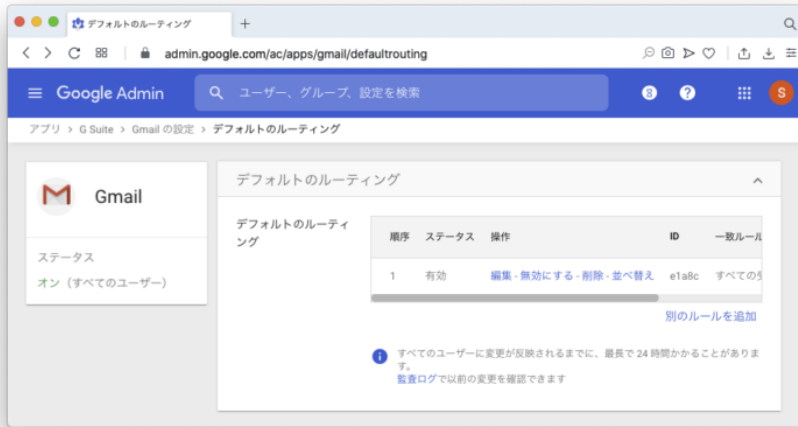 デフォルトのルーティング
admin.google.com/ac/apps/gmail/defaultrouting
Google Admin
ユーザー、グループ、設定を検索
S
アプリ > G Suite > Gmail の設定 > デフォルトのルーティング
Gmail
ステータス
オン（すべてのユーザー）
デフォルトのルーティング
デフォルトのルーティ
ング
順序 ステータス 操作 ID 一致ルール
1 有効 編集 - 無効にする - 削除 - 並べ替え e1a8c すべての
別のルールを追加
すべてのユーザーに変更が反映されるまでに、最長で 24 時間かかることがありま
す。
監査ログで以前の変更を確認できます